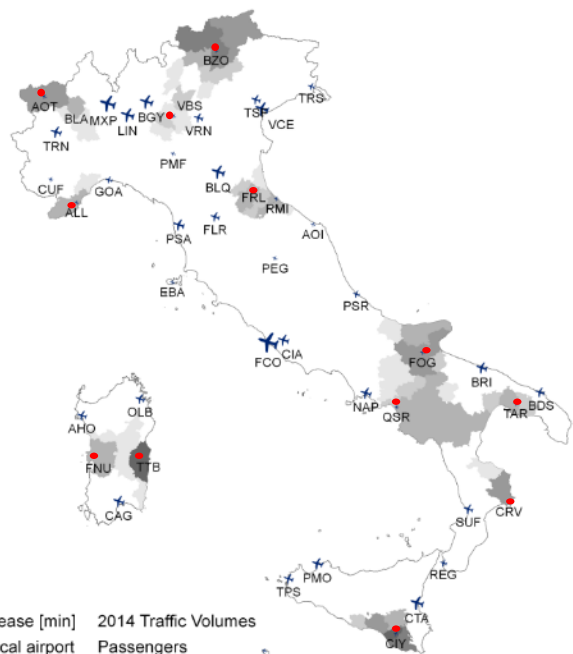 BZO
AOT
BLA
MXP
LIN
BGY
VBS
VRN
TSF
VCE
TRS
TRN
PMF
CUF
GOA
ALL
BLQ
FRL
RMI
PSA
FLR
AOI
PEG
EBA
PSR
FCO
CIA
FOG
NAP
QSR
BRI
BDS
TAR
OLB
AHO
FNU
TTB
CAG
CRV
SUF
REG
PMO
TPS
CTA
CIY
ease [min] 2014 Traffic Volumes
cal airport Passengers